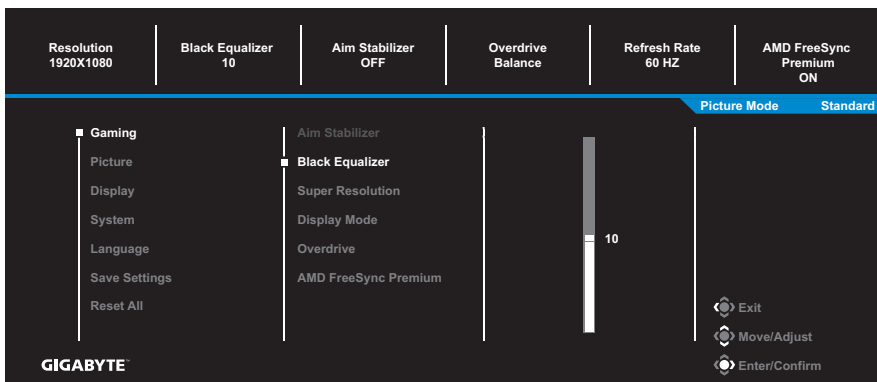 Resolution
1920X1080
Black Equalizer
10
Aim Stabilizer
OFF
Overdrive
Balance
Refresh Rate
60 HZ
AMD FreeSync
Premium
ON
Picture Mode Standard
Gaming
Picture
Display
System
Language
Save Settings
Reset All
Aim Stabilizer
Black Equalizer
Super Resolution
Display Mode
Overdrive
AMD FreeSync Premium
10
Exit
Move/Adjust
Enter/Confirm
GIGABYTE™